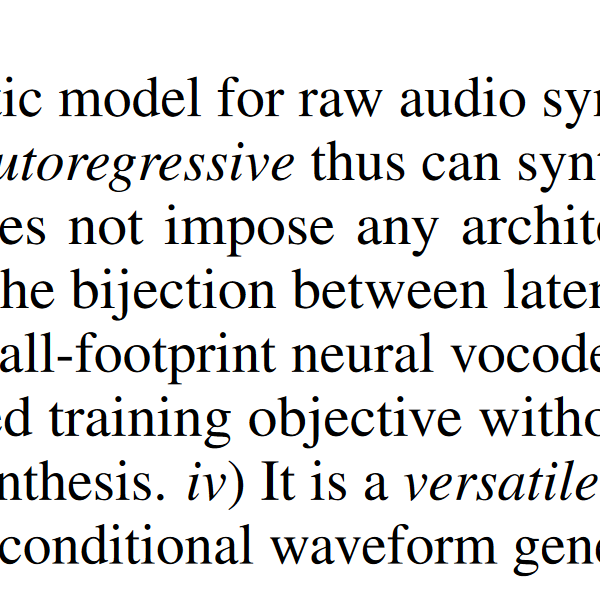 tic model for raw audio syn
utoregressive thus can synt
es not impose any archite
he bijection between laten
all-footprint neural vocode
ed training objective witho
nthesis. iv) It is a versatile
conditional waveform gene